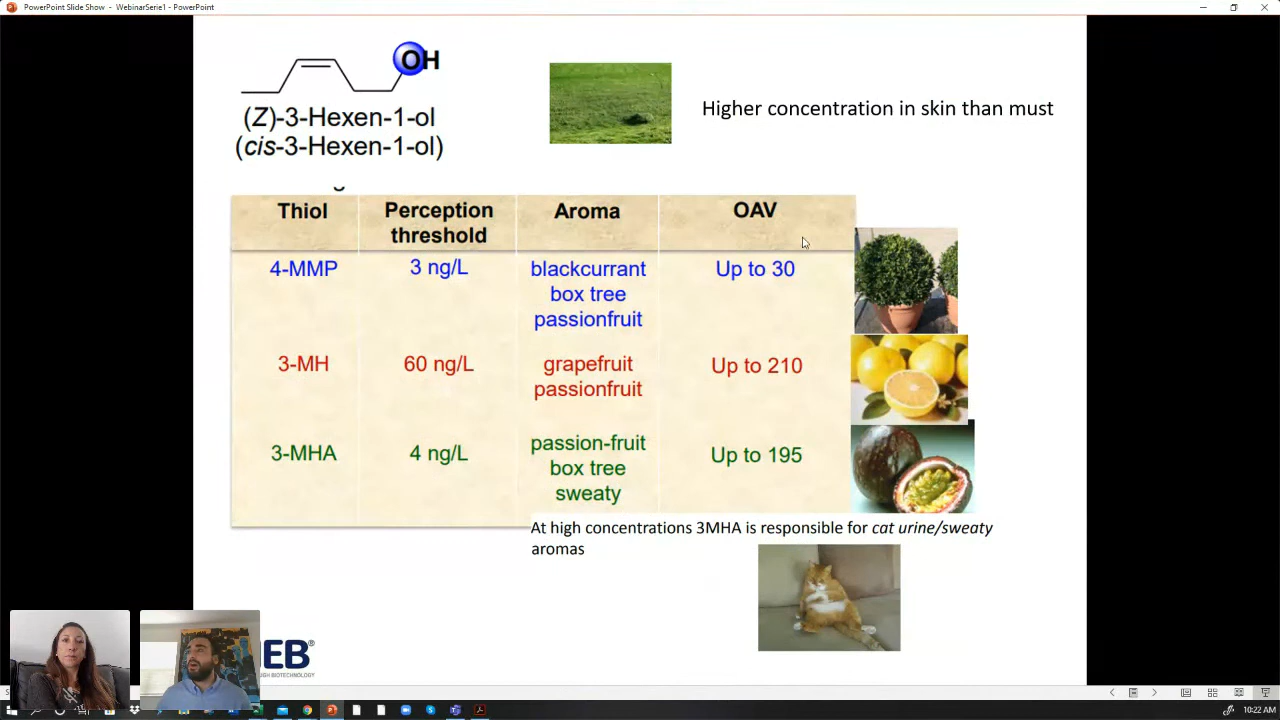 PowerPoint Slide Show - WebinarSerie1 - PowerPoint
OH
(Z)-3-Hexen-1-ol
(cis-3-Hexen-1-ol)
Higher concentration in skin than must
Thiol Perception threshold Aroma OAV
4-MMP 3 ng/L blackcurrant Up to 30
box tree
passionfruit
3-MH 60 ng/L grapefruit Up to 210
passionfruit
3-MHA 4 ng/L passion-fruit Up to 195
box tree
sweaty
At high concentrations 3MHA is responsible for cat urine/sweaty
aromas
EB®
UGH BIOTECHNOLOGY
10:22 AM